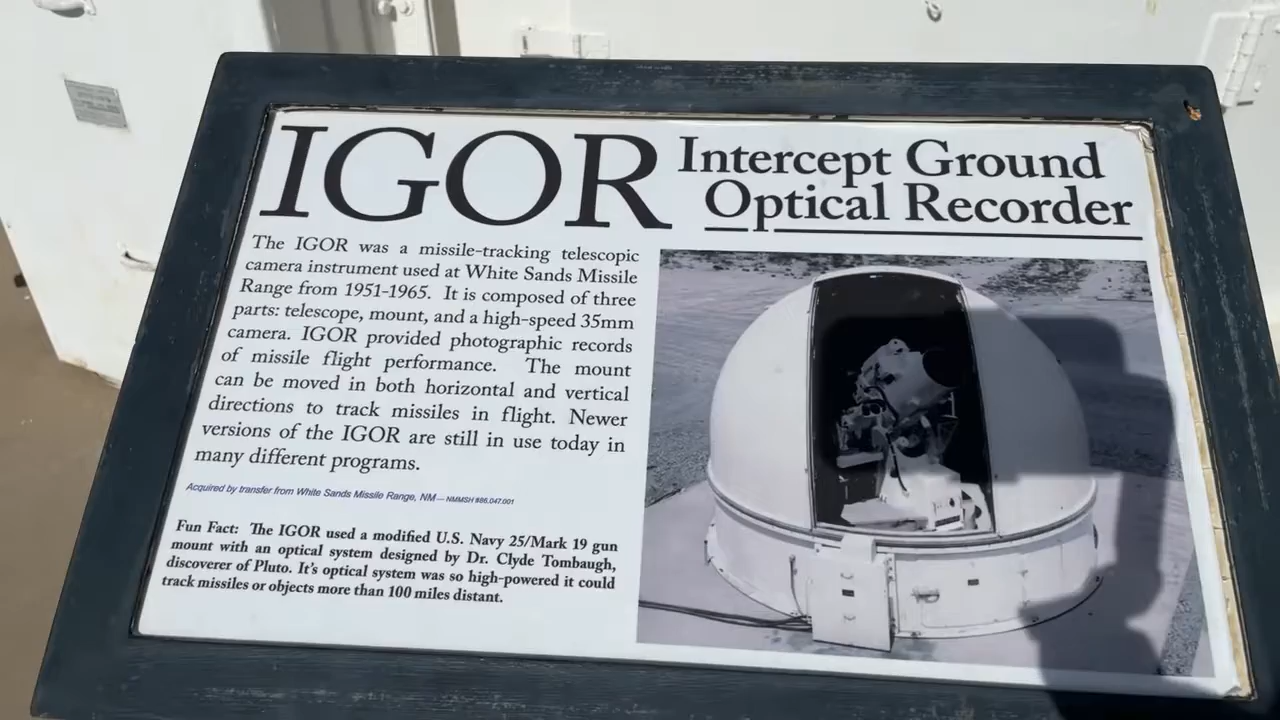 IGOR
Intercept Ground
Optical Recorder
The IGOR was a missile-tracking telescopic
camera instrument used at White Sands Missile
Range from 1951-1965. It is composed of three
parts: telescope, mount, and a high-speed 35mm
camera. IGOR provided photographic records
of missile flight performance. The mount
can be moved in both horizontal and vertical
directions to track missiles in flight. Newer
versions of the IGOR are still in use today in
many different programs.
Acquired by transfer from White Sands Missile Range, NM— NMMSH #86.047.001
Fun Fact: The IGOR used a modified U.S. Navy 25/Mark 19 gun
mount with an optical system designed by Dr. Clyde Tombaugh,
discoverer of Pluto. It's optical system was so high-powered it could
track missiles or objects more than 100 miles distant.